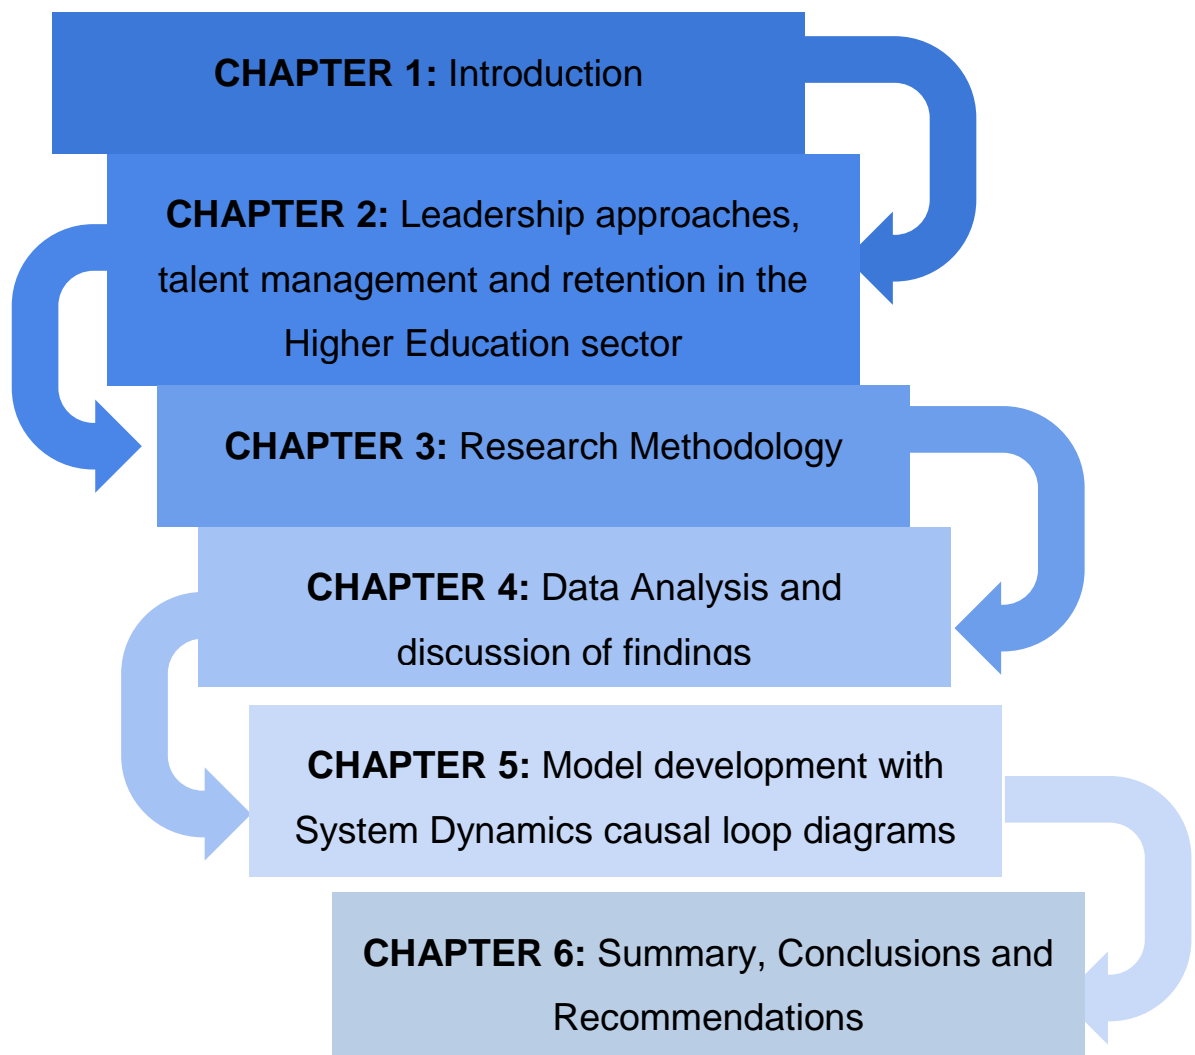 CHAPTER 1: Introduction
CHAPTER 2: Leadership approaches,
talent management and retention in the
Higher Education sector
CHAPTER 3: Research Methodology
CHAPTER 4: Data Analysis and
discussion of findings
CHAPTER 5: Model development with
System Dynamics causal loop diagrams
CHAPTER 6: Summary, Conclusions and
Recommendations